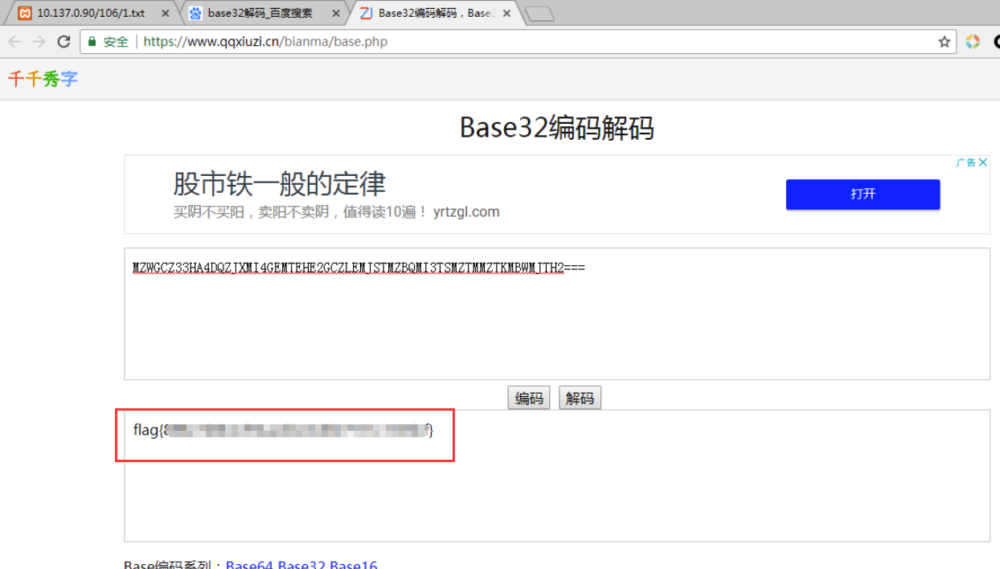 10.137.0.90/106/1.txt
base32解码_百度搜索
Base32编码解码，Base3
安全
https://www.qqxiuzi.cn/bianma/base.php
千千秀字
Base32编码解码
广告
股市铁一般的定律
打开
买阴不买阳，卖阳不卖阴，值得读10遍！ yrtzgl.com
MZWGCZ33HA4DQZJXMI4GEMTEHE2GCZLEMJSTMZBQMI3TSMZTMMZTKMBWMJTH2===
编码 解码
flag{8
f}
Base编码系列：Base64 Base32 Base16